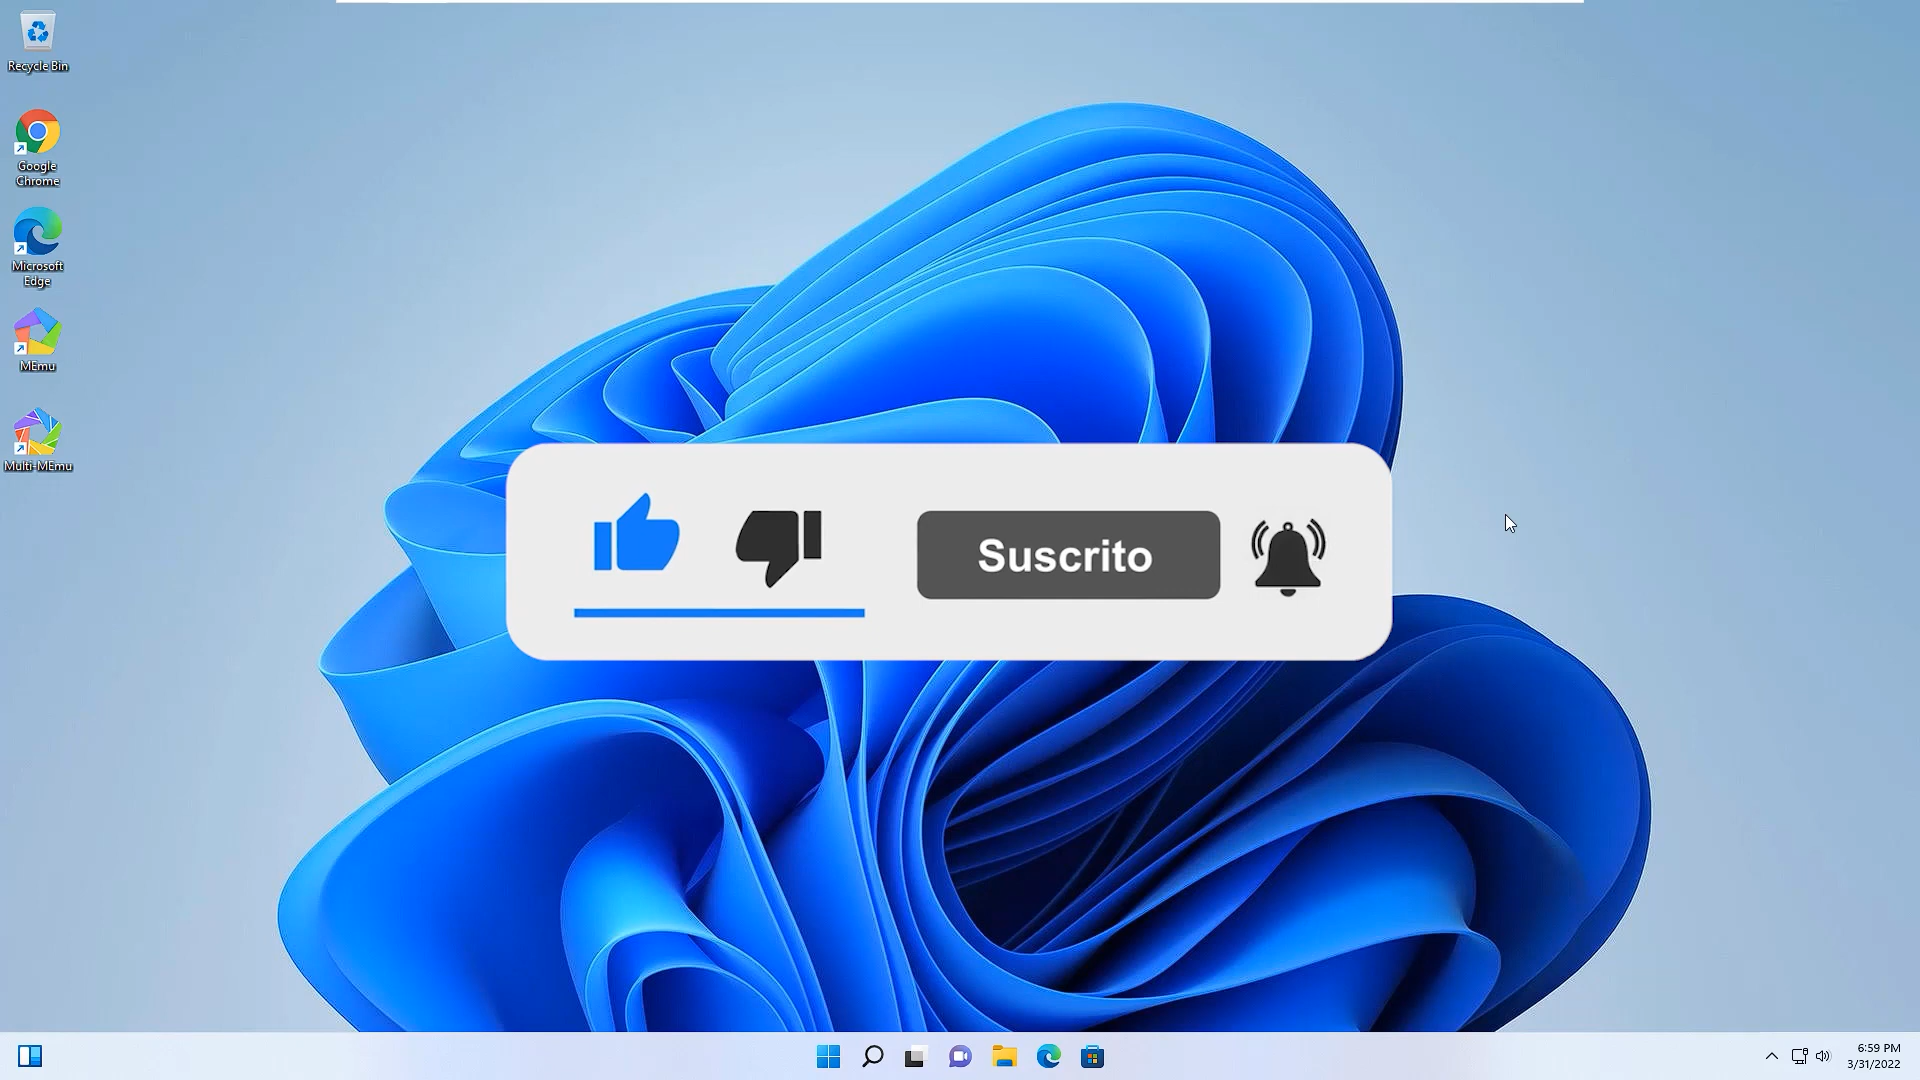 Recycle Bin
Google
Chrome
Microsoft
Edge
MEmu
Multi-MEmu
Suscrito
6:59 PM
3/31/2022